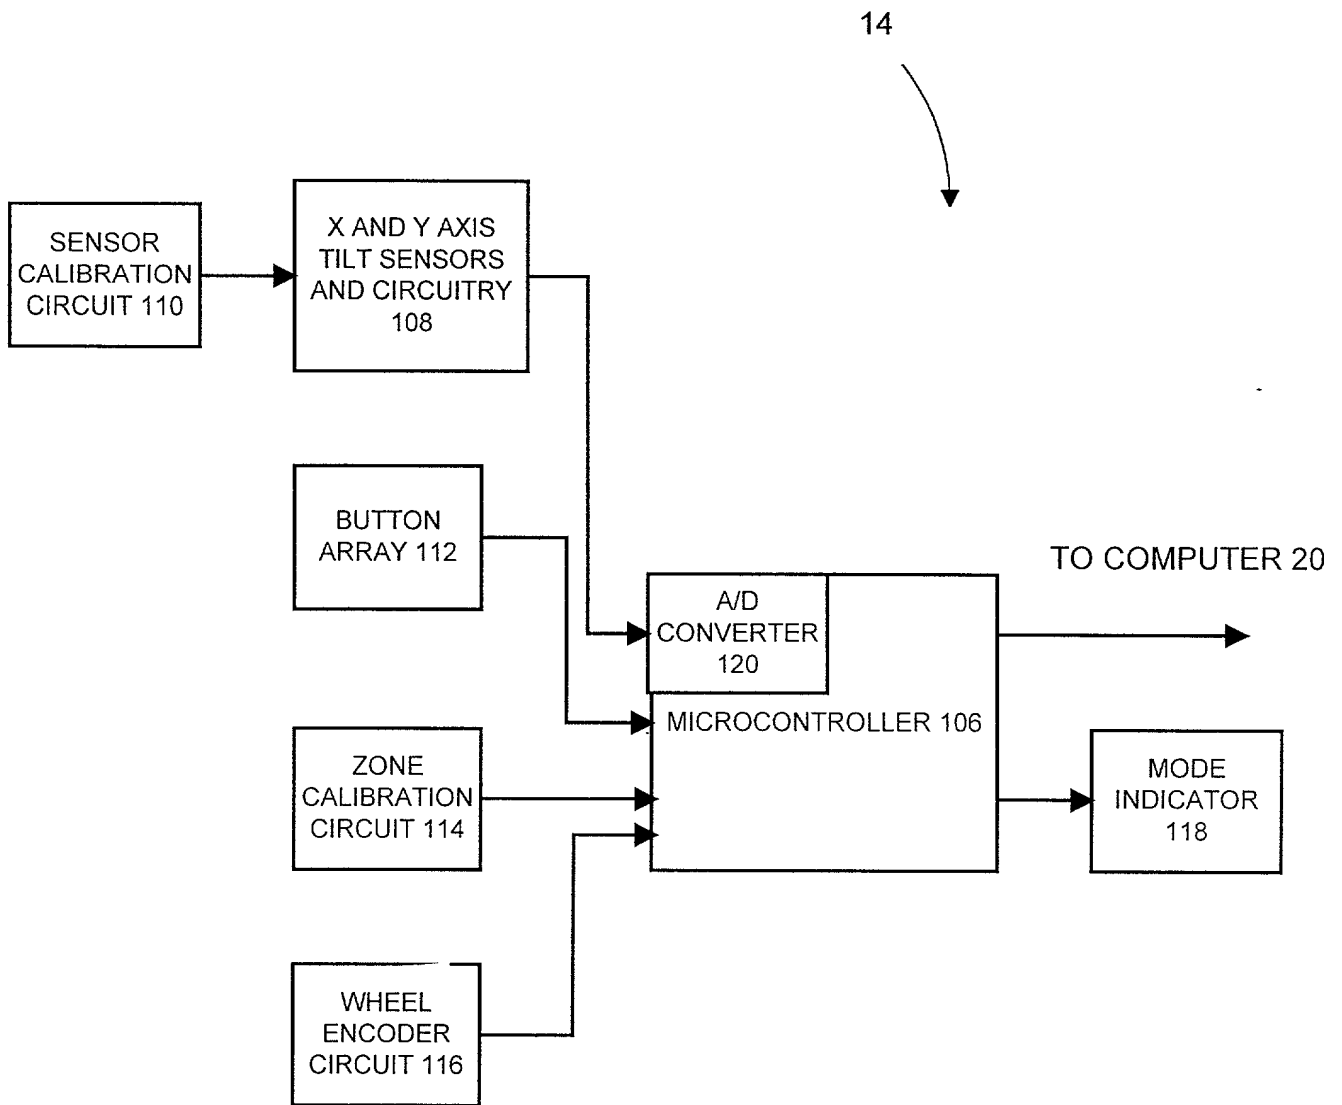 14
SENSOR
CALIBRATION
CIRCUIT 110
X AND Y AXIS
TILT SENSORS
AND CIRCUITRY
108
BUTTON
ARRAY 112
TO COMPUTER 20
A/D
CONVERTER
120
MICROCONTROLLER 106
ZONE
CALIBRATION
CIRCUIT 114
MODE
INDICATOR
118
WHEEL
ENCODER
CIRCUIT 116